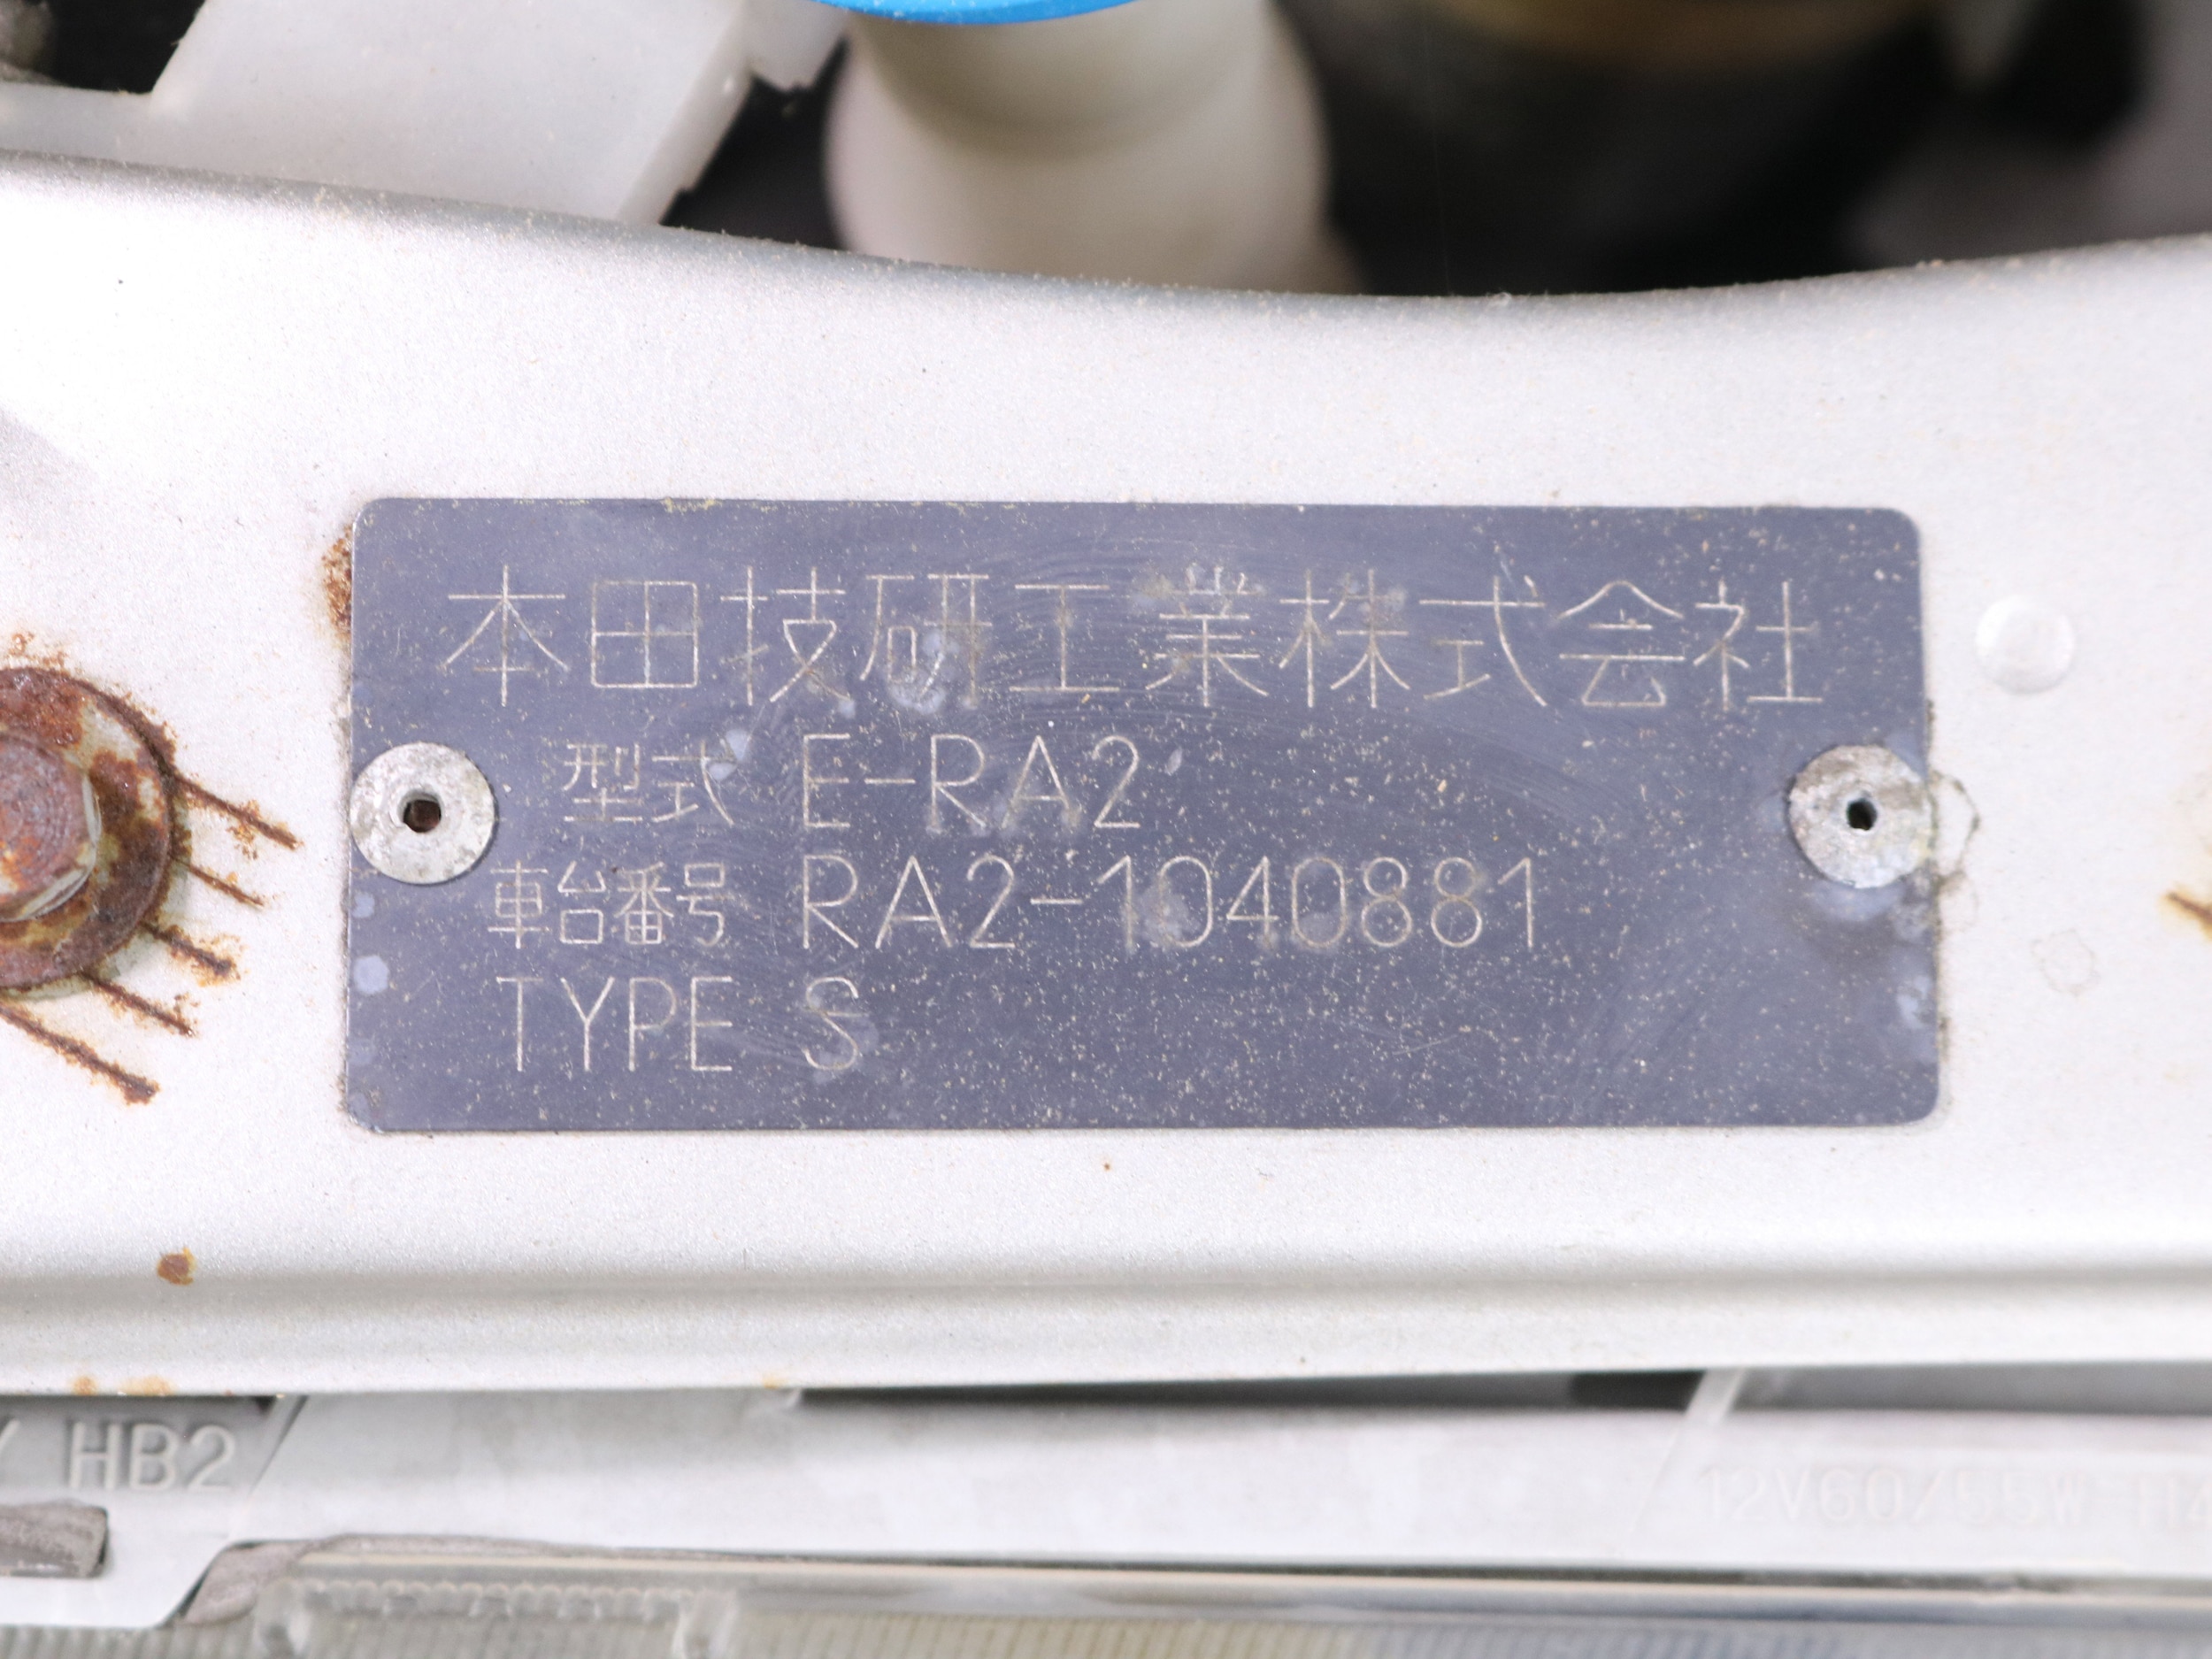 本田技研工業株式会社
型式 E-RA2
車台番号 RA2-1040881
TYPE S
HB2
12V60/55W